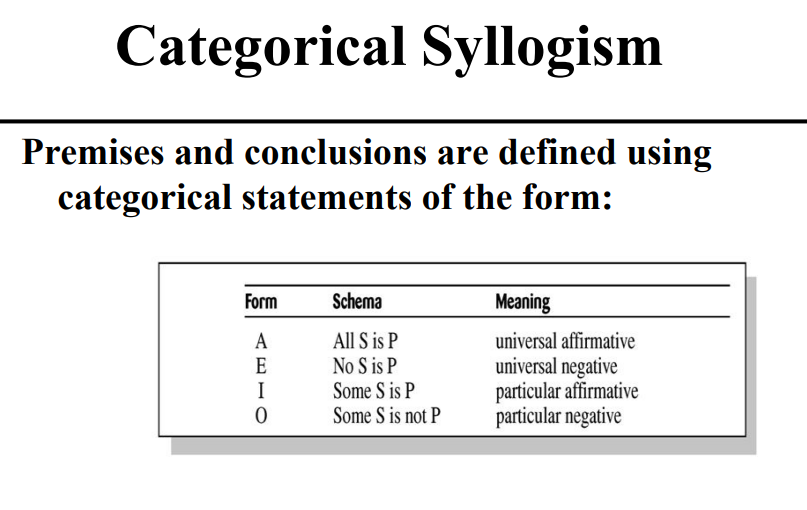 Categorical Syllogism
Premises and conclusions are defined using
categorical statements of the form:
Form Schema Meaning
A All S is P universal affirmative
E No S is P universal negative
I Some S is P particular affirmative
O Some S is not P particular negative